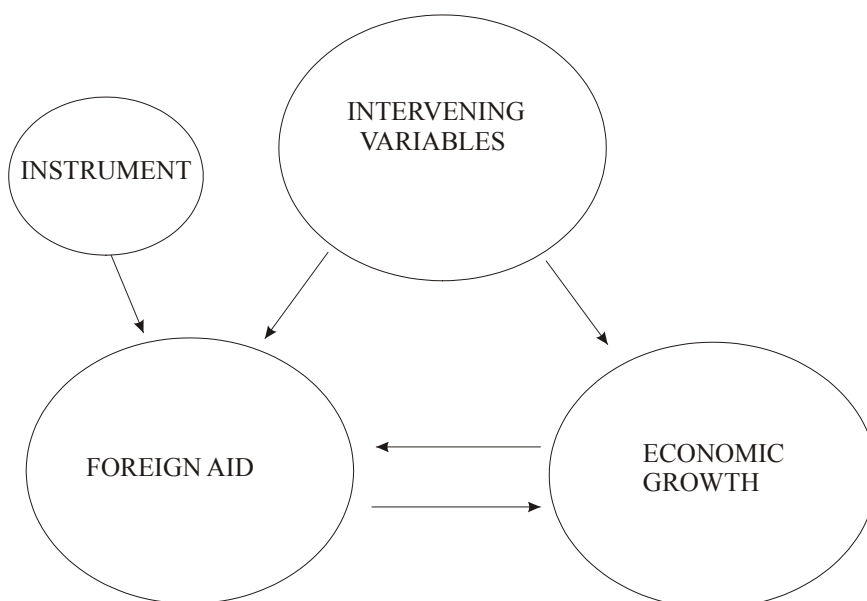 INTERVENING
VARIABLES
INSTRUMENT
FOREIGN AID
ECONOMIC
GROWTH